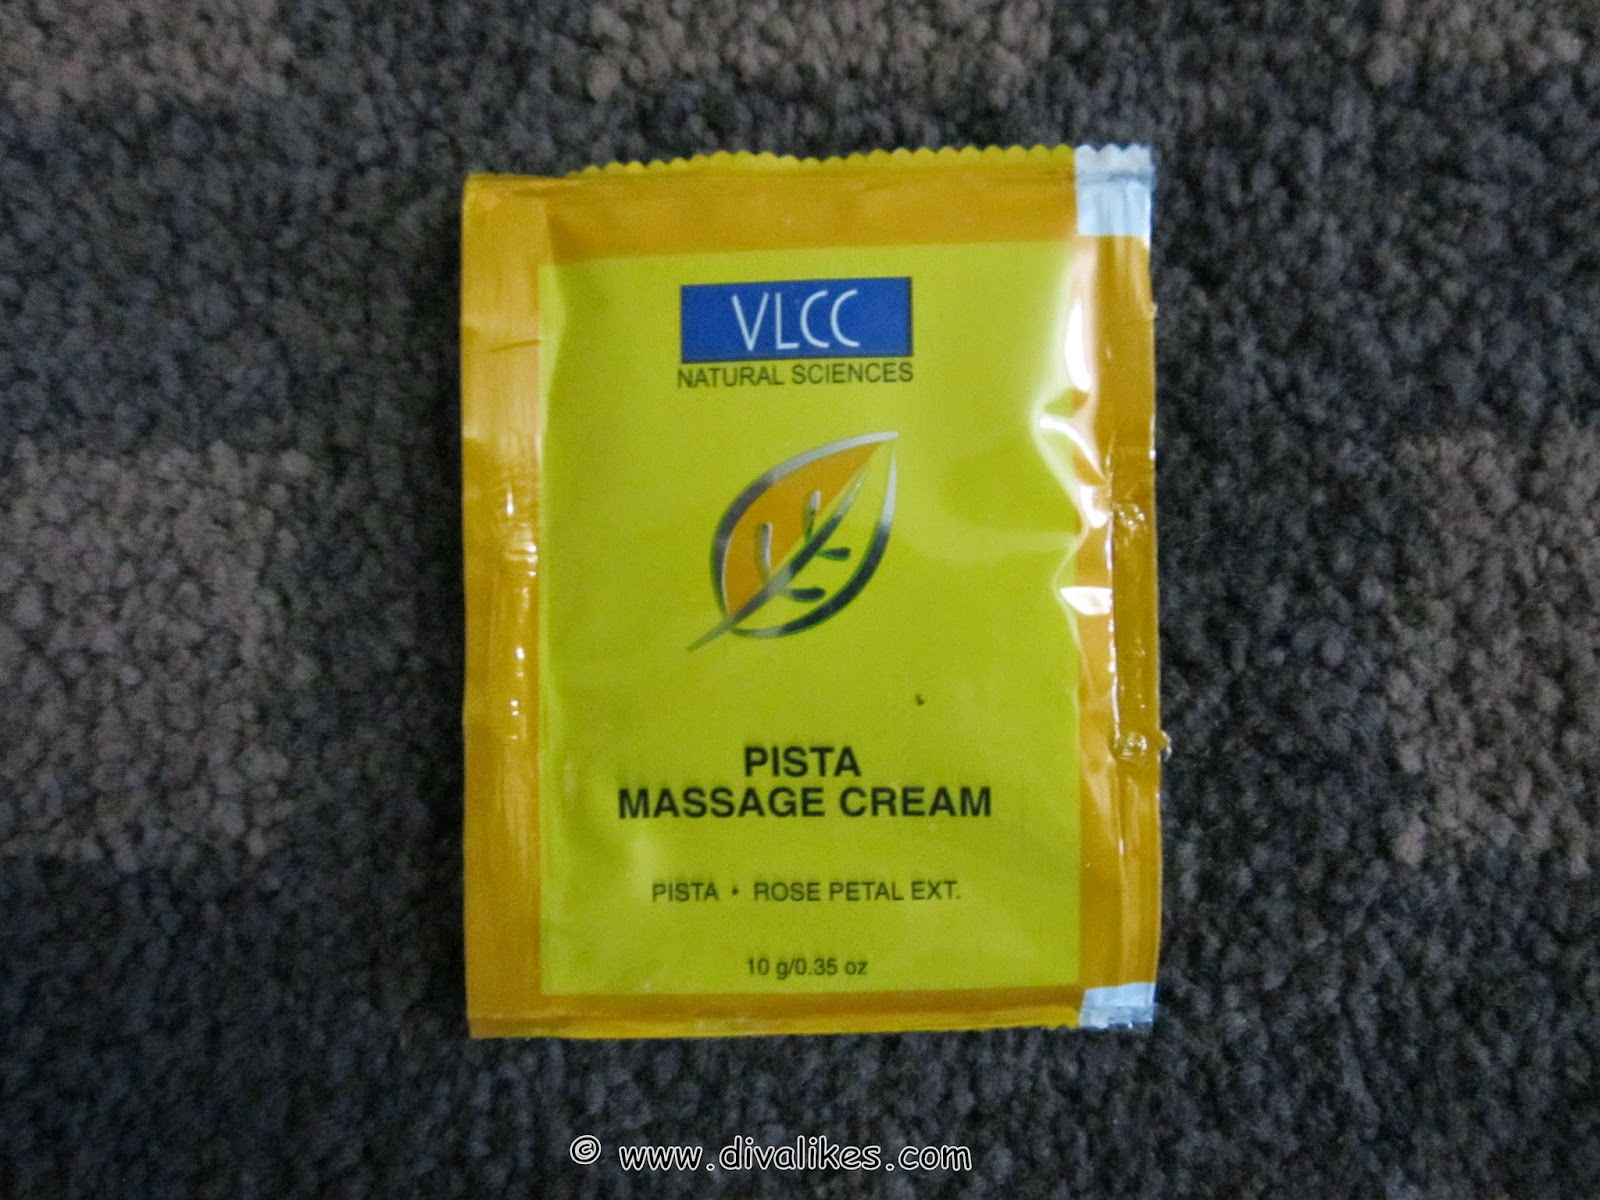 VLCC
NATURAL SCIENCES
PISTA
MASSAGE CREAM
PISTA • ROSE PETAL EXT.
10 g/0.35 oz
© www.divalikes.com